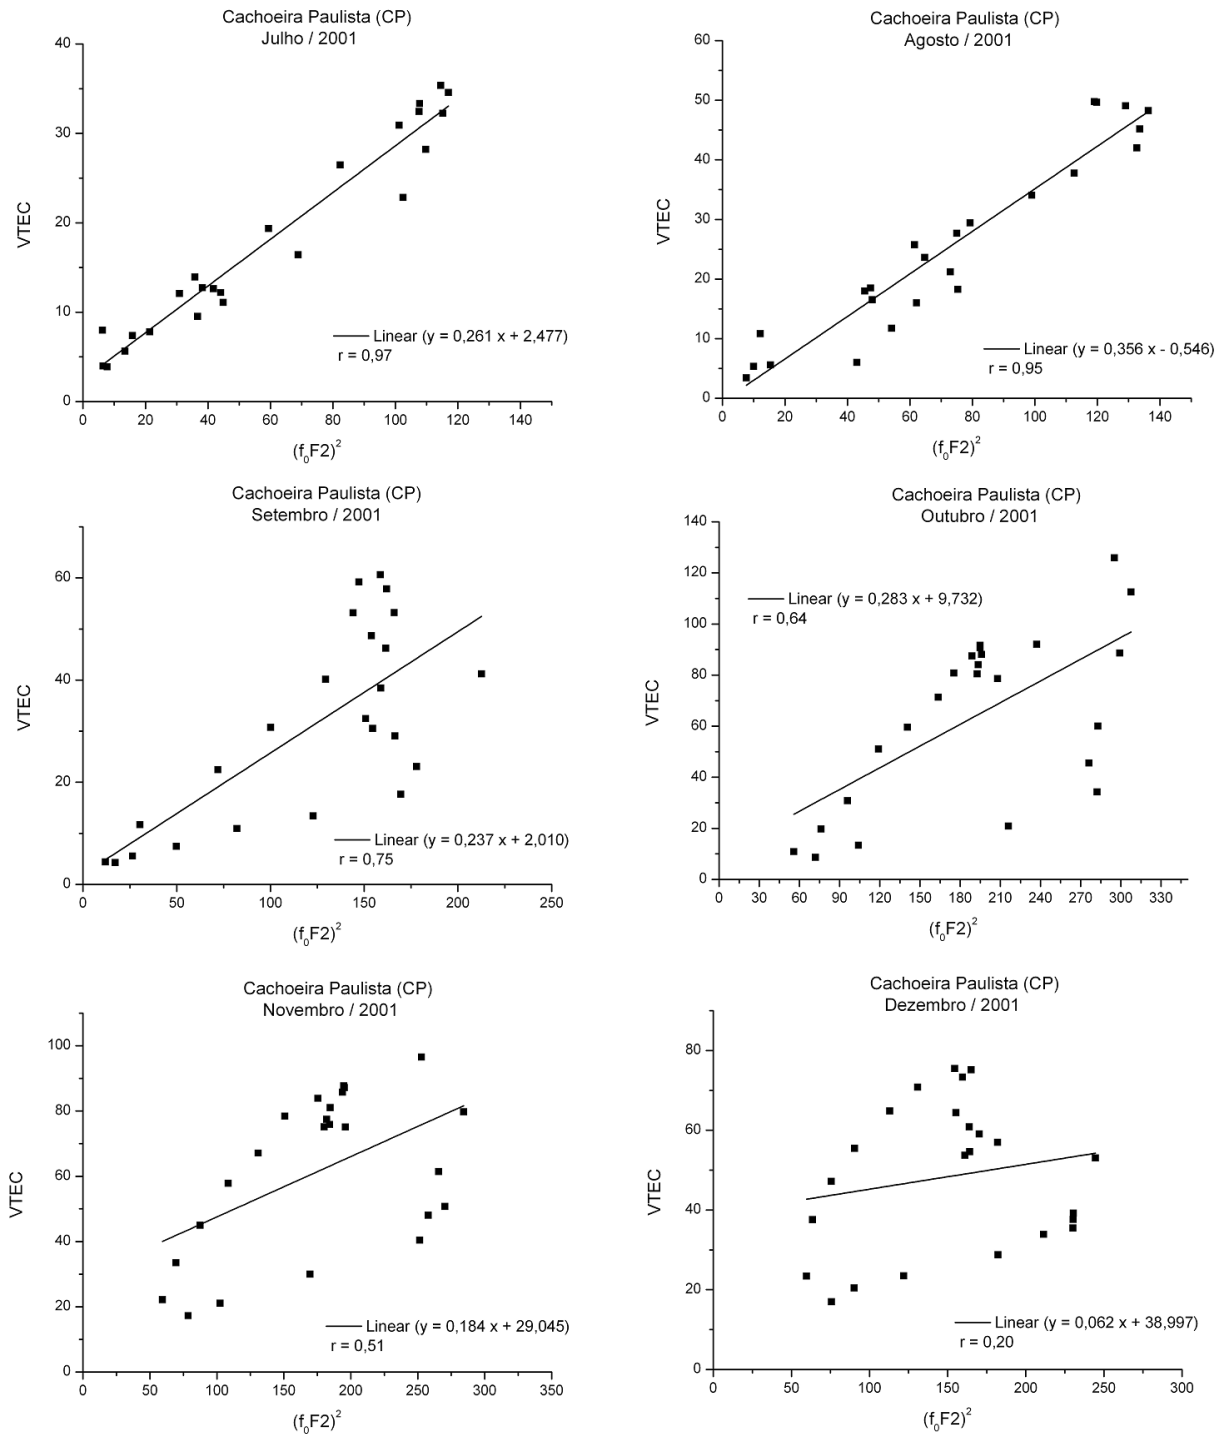 Cachoeira Paulista (CP)
Julho / 2001
40
30
20
10
0
VTEC
Linear (y = 0,261 x + 2,477)
r = 0,97
0 20 40 60 80 100 120 140
(f₀F2)²
Cachoeira Paulista (CP)
Agosto / 2001
60
50
40
30
20
10
0
VTEC
Linear (y = 0,356 x - 0,546)
r = 0,95
0 20 40 60 80 100 120 140
(f₀F2)²
Cachoeira Paulista (CP)
Setembro / 2001
60
40
20
0
VTEC
Linear (y = 0,237 x + 2,010)
r = 0,75
0 50 100 150 200 250
(f₀F2)²
Cachoeira Paulista (CP)
Outubro / 2001
140
120
100
80
60
40
20
0
VTEC
Linear (y = 0,283 x + 9,732)
r = 0,64
0 30 60 90 120 150 180 210 240 270 300 330
(f₀F2)²
Cachoeira Paulista (CP)
Novembro / 2001
100
80
60
40
20
0
VTEC
Linear (y = 0,184 x + 29,045)
r = 0,51
0 50 100 150 200 250 300 350
(f₀F2)²
Cachoeira Paulista (CP)
Dezembro / 2001
80
60
40
20
0
VTEC
Linear (y = 0,062 x + 38,997)
r = 0,20
0 50 100 150 200 250 300
(f₀F2)²